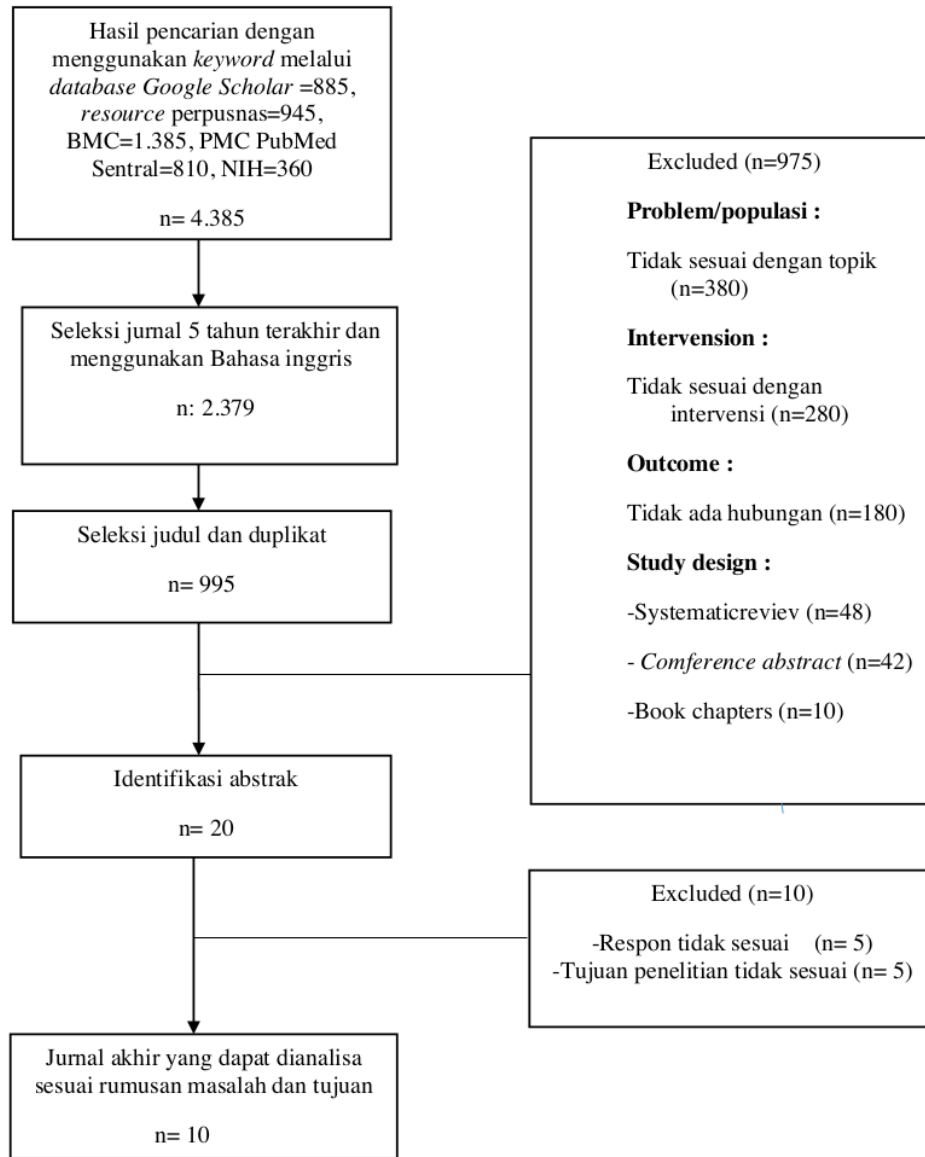 Hasil pencarian dengan
menggunakan keyword melalui
database Google Scholar =885,
resource perpusnas=945,
BMC=1.385, PMC PubMed
Sentral=810, NIH=360
n= 4.385
Seleksi jurnal 5 tahun terakhir dan
menggunakan Bahasa inggris
n: 2.379
Seleksi judul dan duplikat
n= 995
Excluded (n=975)
Problem/populasi :
Tidak sesuai dengan topik
(n=380)
Intervension :
Tidak sesuai dengan
intervensi (n=280)
Outcome :
Tidak ada hubungan (n=180)
Study design :
-Systematicreviev (n=48)
- Comference abstract (n=42)
-Book chapters (n=10)
Identifikasi abstrak
n= 20
Excluded (n=10)
-Respon tidak sesuai (n= 5)
-Tujuan penelitian tidak sesuai (n= 5)
Jurnal akhir yang dapat dianalisa
sesuai rumusan masalah dan tujuan
n= 10